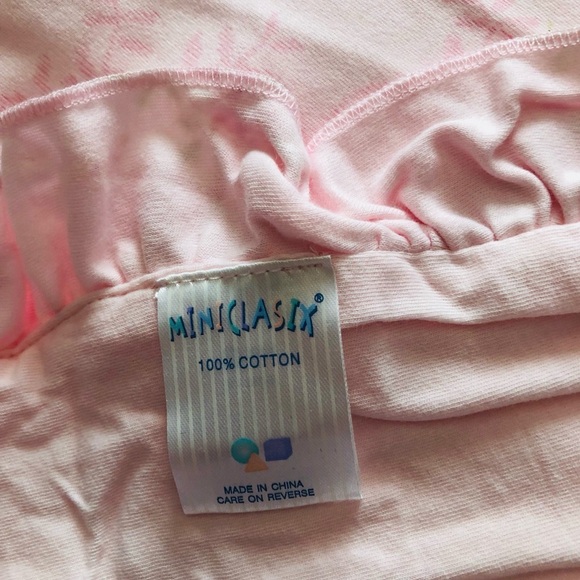 MINICLASIX®
100% COTTON
MADE IN CHINA
CARE ON REVERSE